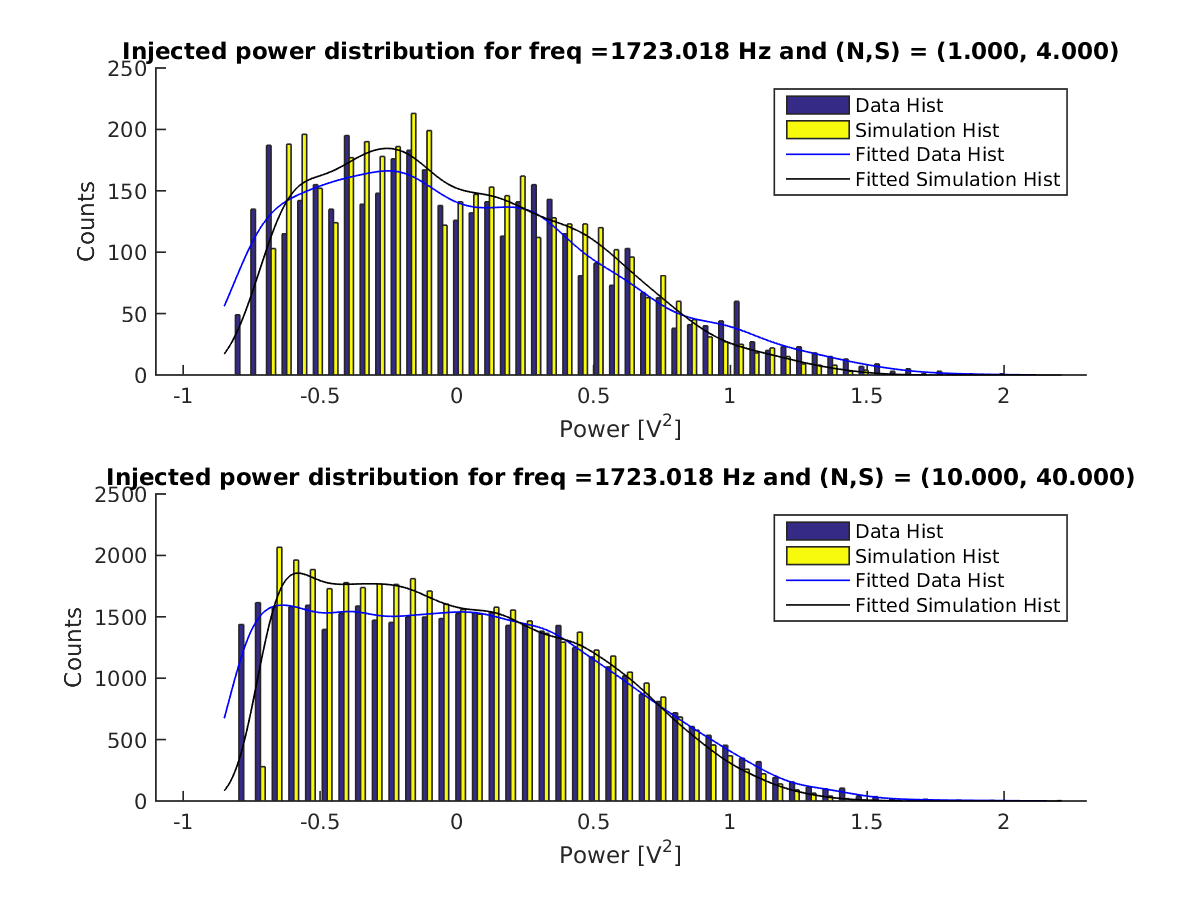 Injected power distribution for freq =1723.018 Hz and (N,S) = (1.000, 4.000)
250
200
150
100
50
0
Counts
-1 -0.5 0 0.5 1 1.5 2
Power [V²]
Data Hist
Simulation Hist
Fitted Data Hist
Fitted Simulation Hist
Injected power distribution for freq =1723.018 Hz and (N,S) = (10.000, 40.000)
2500
2000
1500
1000
500
0
Counts
-1 -0.5 0 0.5 1 1.5 2
Power [V²]
Data Hist
Simulation Hist
Fitted Data Hist
Fitted Simulation Hist